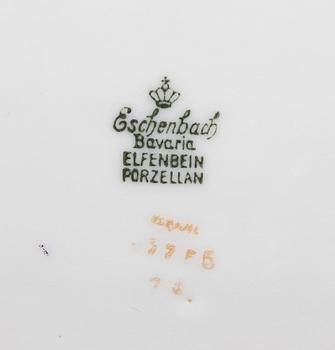 Eschenbach
Bavaria
ELFENBEIN
PORZELLAN